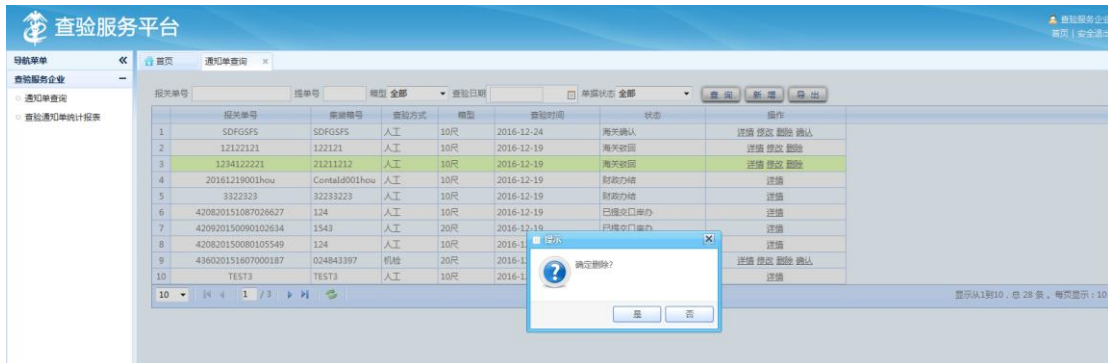 查验服务平台
查验服务企业
首页 | 安全退出
导航菜单
首页
通知单查询
查验服务企业
通知单查询
查验通知单统计报表
报关单号 提单号 箱型 全部 查验日期 单据状态 全部 查 询 新 增 导 出
报关单号 集装箱号 查验方式 箱型 查验时间 状态 操作
1 SDFGSFS SDFGSFS 人工 10尺 2016-12-24 海关确认 详情 修改 删除 确认
2 12122121 122121 人工 10尺 2016-12-19 海关驳回 详情 修改 删除
3 1234122221 21211212 人工 10尺 2016-12-19 海关驳回 详情 修改 删除
4 20161219001hou ContaId001hou 人工 10尺 2016-12-19 财政办结 详情
5 3322323 32233223 人工 10尺 2016-12-19 财政办结 详情
6 420820151087026627 124 人工 10尺 2016-12-19 已提交口岸办 详情
7 420920150090102634 1543 人工 20尺 2016-12-19 已提交口岸办 详情
8 420820150080105549 124 人工 10尺 2016-1 详情
9 436020151607000187 024843397 机检 20尺 2016-1 详情 修改 删除 确认
10 TEST3 TEST3 人工 10尺 2016-1 详情
提示
确定删除?
是 否
10 1 / 3 显示从1到10，总 28 条 。每页显示：10